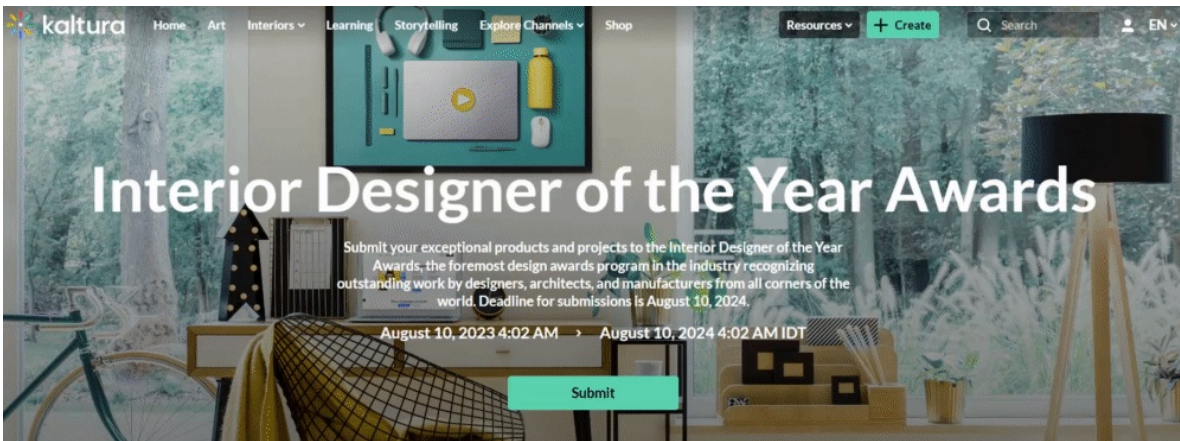 kaltura
Home Art Interiors Learning Storytelling Explore Channels Shop Resources + Create Search EN
Interior Designer of the Year Awards
Submit your exceptional products and projects to the Interior Designer of the Year
Awards, the foremost design awards program in the industry recognizing
outstanding work by designers, architects, and manufacturers from all corners of the
world. Deadline for submissions is August 10, 2024.
August 10, 2023 4:02 AM > August 10, 2024 4:02 AM IDT
Submit